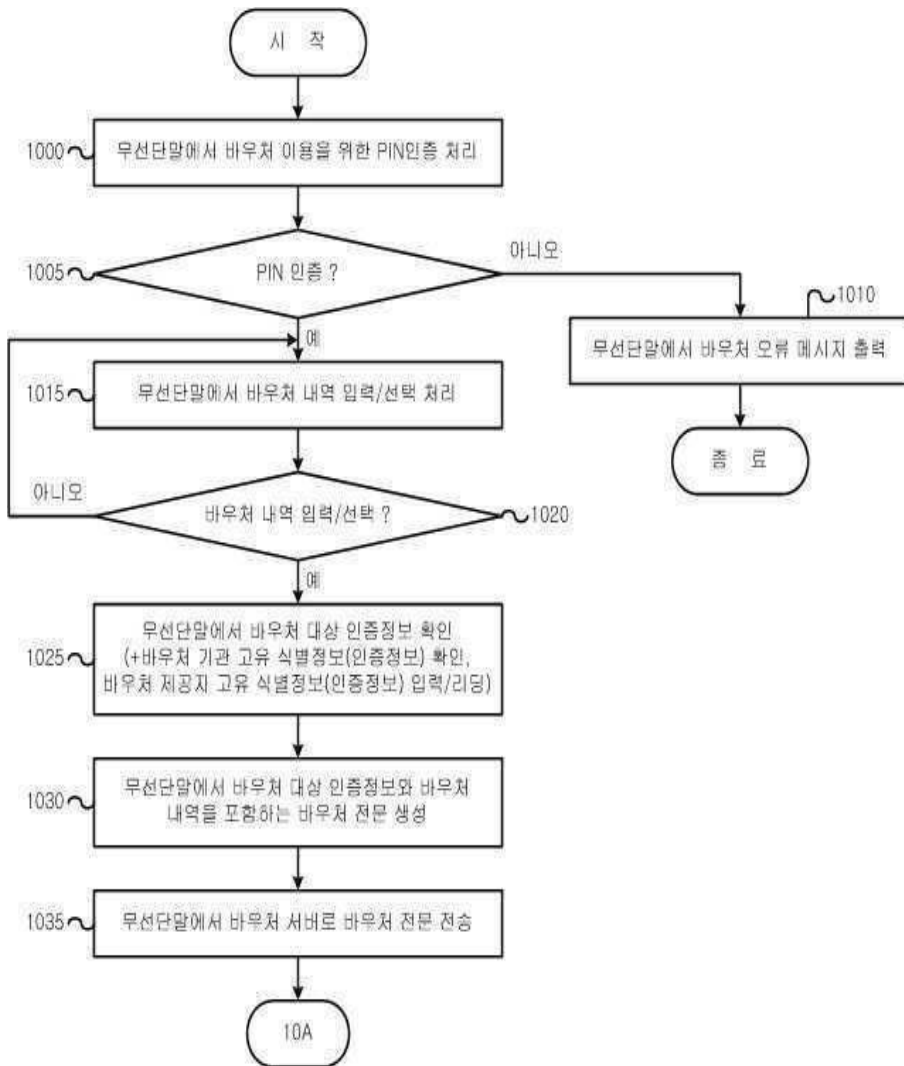 시 작
1000
무선단말에서 바우처 이용을 위한 PIN인증 처리
1005
PIN 인증 ?
아니오
1010
무선단말에서 바우처 오류 메시지 출력
종 료
예
1015
무선단말에서 바우처 내역 입력/선택 처리
아니오
바우처 내역 입력/선택 ?
1020
예
1025
무선단말에서 바우처 대상 인증정보 확인
(+바우처 기관 고유 식별정보(인증정보) 확인,
바우처 제공자 고유 식별정보(인증정보) 입력/리딩)
1030
무선단말에서 바우처 대상 인증정보와 바우처
내역을 포함하는 바우처 전문 생성
1035
무선단말에서 바우처 서버로 바우처 전문 전송
10A